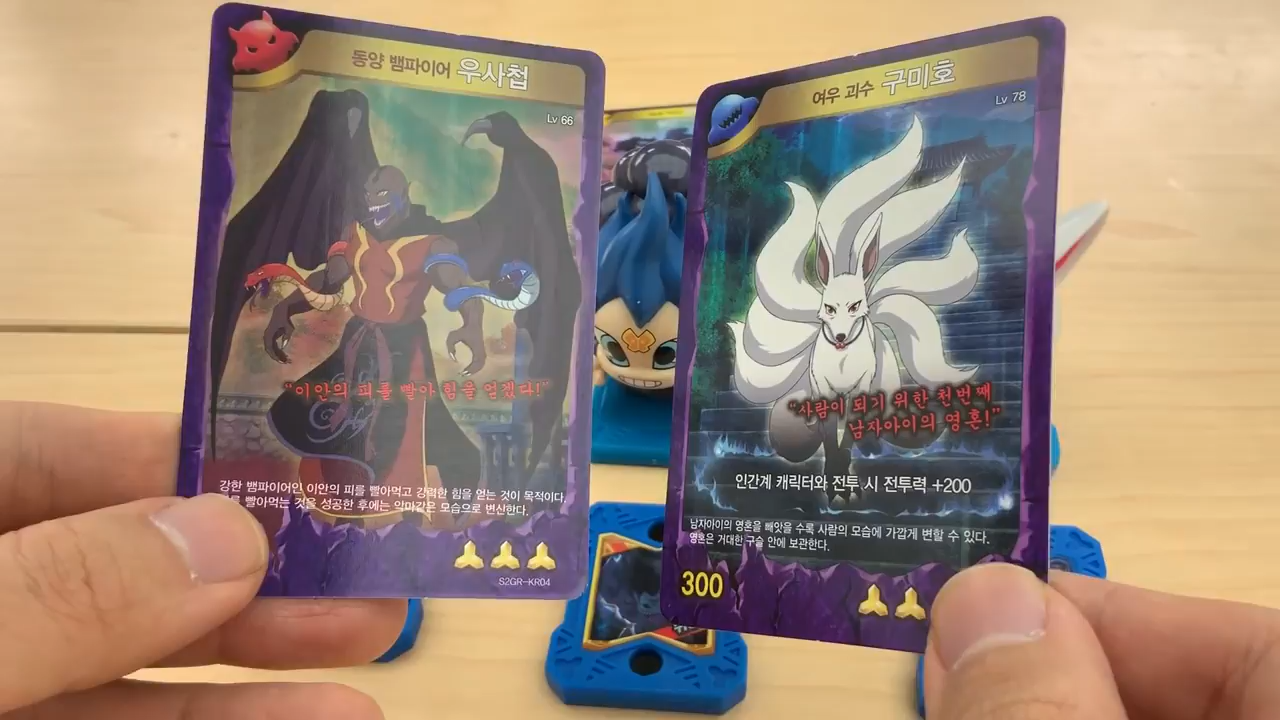 동양 뱀파이어 우사첩
Lv 66
"이안의 피를 빨아 힘을 얻겠다!"
강한 뱀파이어인 이안의 피를 빨아먹고 강력한 힘을 얻는 것이 목적이다.
빨아먹는 것을 성공한 후에는 악마같은 모습으로 변신한다.
S2GR-KR04
여우 괴수 구미호
Lv 78
"사람이 되기 위한 천번째
남자아이의 영혼!"
인간계 캐릭터와 전투 시 전투력 +200
남자아이의 영혼을 빼앗을 수록 사람의 모습에 가깝게 변할 수 있다.
영혼은 거대한 구슬 안에 보관한다.
300